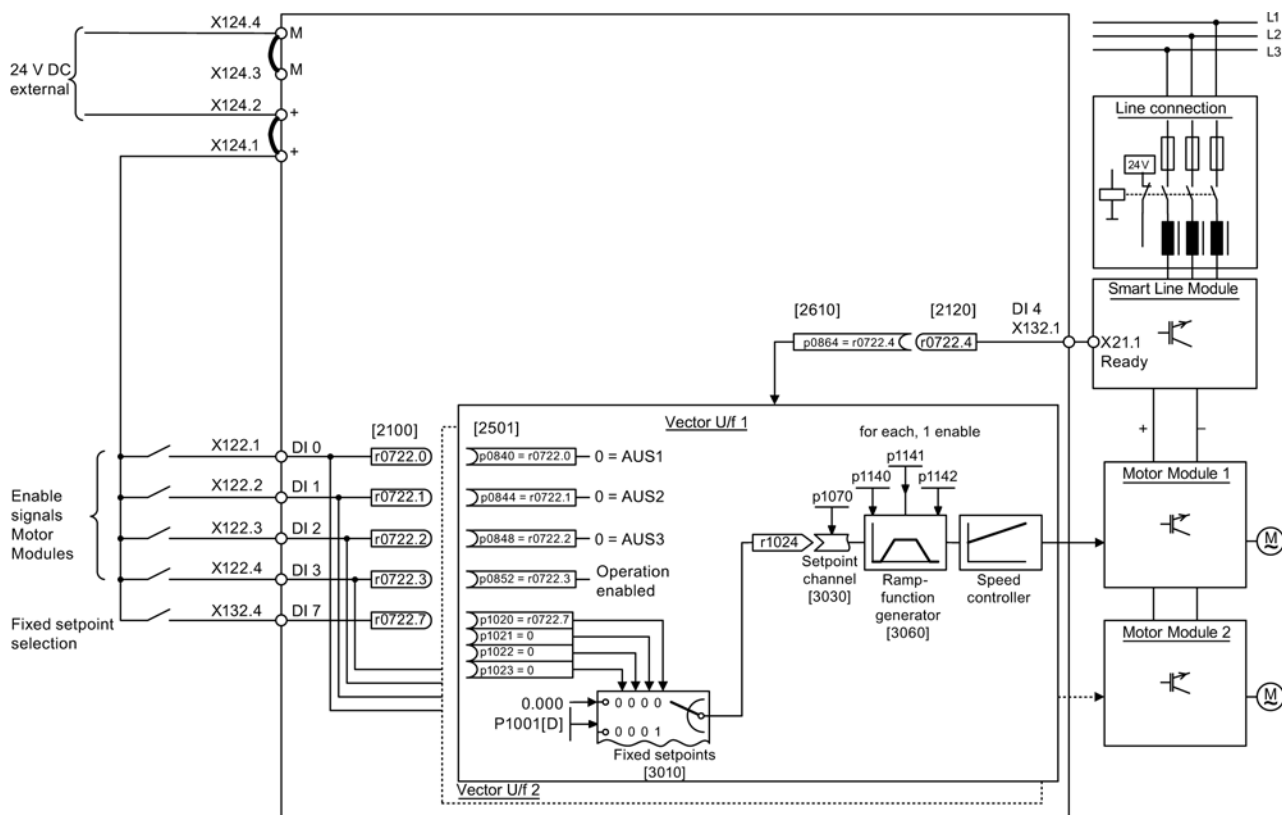 X124.4
M
24 V DC
external
X124.3
M
X124.2
+
X124.1
+
L1
L2
L3
Line connection
24V
Smart Line Module
[2610]
[2120]
DI 4
X132.1
p0864 = r0722.4
r0722.4
X21.1
Ready
Vector U/f 1
[2100]
[2501]
X122.1
DI 0
r0722.0
p0840 = r0722.0
0 = AUS1
X122.2
DI 1
r0722.1
p0844 = r0722.1
0 = AUS2
X122.3
DI 2
r0722.2
p0848 = r0722.2
0 = AUS3
X122.4
DI 3
r0722.3
p0852 = r0722.3
Operation
enabled
X132.4
DI 7
r0722.7
p1020 = r0722.7
p1021 = 0
p1022 = 0
p1023 = 0
Enable
signals
Motor
Modules
Fixed setpoint
selection
for each, 1 enable
p1141
p1140
p1142
p1070
r1024
Setpoint
channel
[3030]
Ramp-
function
generator
[3060]
Speed
controller
0.000
P1001[D]
0 0 0 0
0 0 0 1
Fixed setpoints
[3010]
Vector U/f 2
+
–
Motor Module 1
M
~
Motor Module 2
M
~